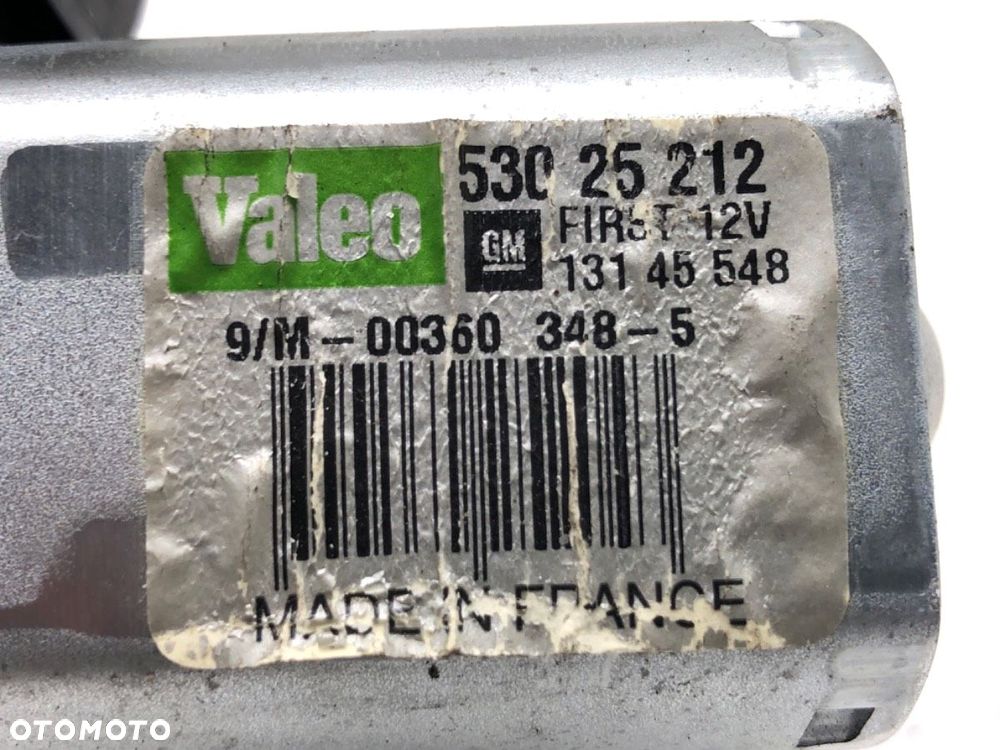 Valeo
530 25 212
GM
FIRST 12V
131 45 548
9/M-00360 348-5
MADE IN FRANCE
OTOMOTO